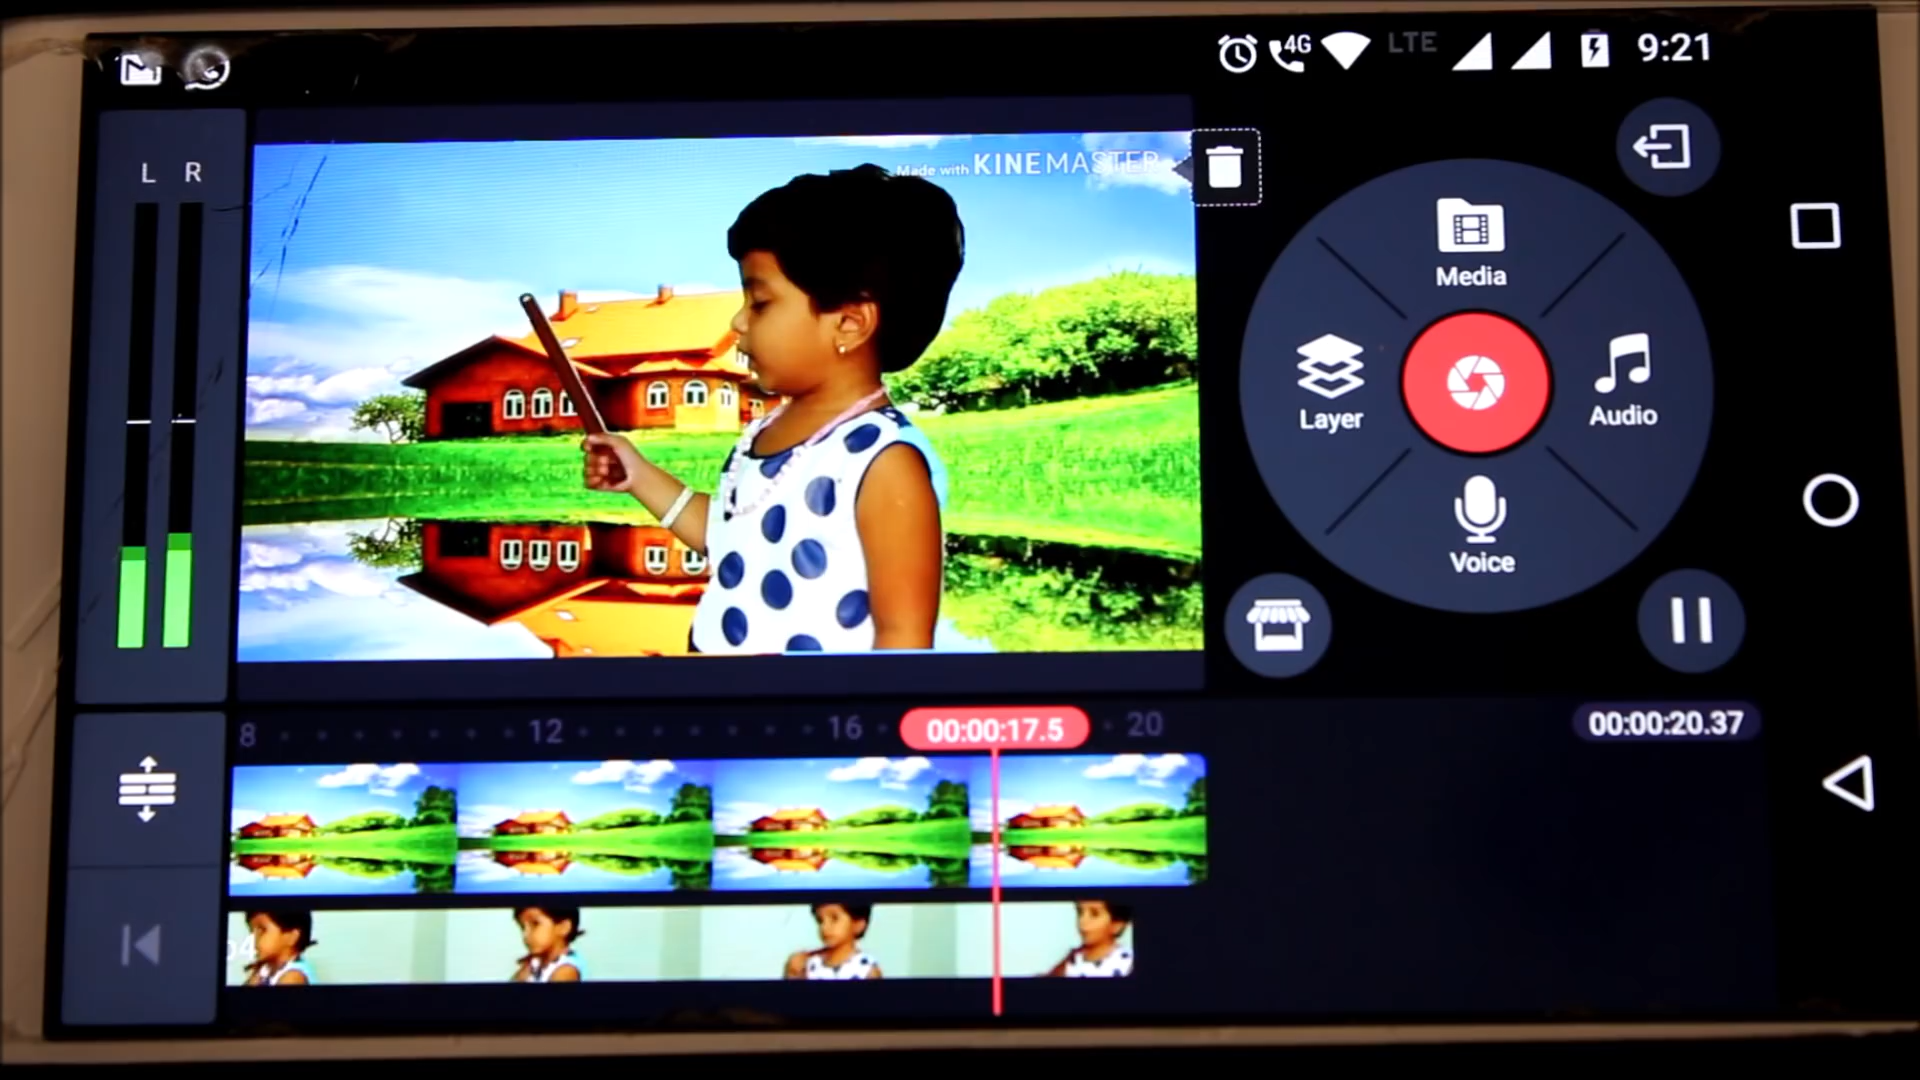 4G LTE 9:21
L R
Made with KINEMASTER
Media
Layer
Audio
Voice
8 12 16 00:00:17.5 20 00:00:20.37
04